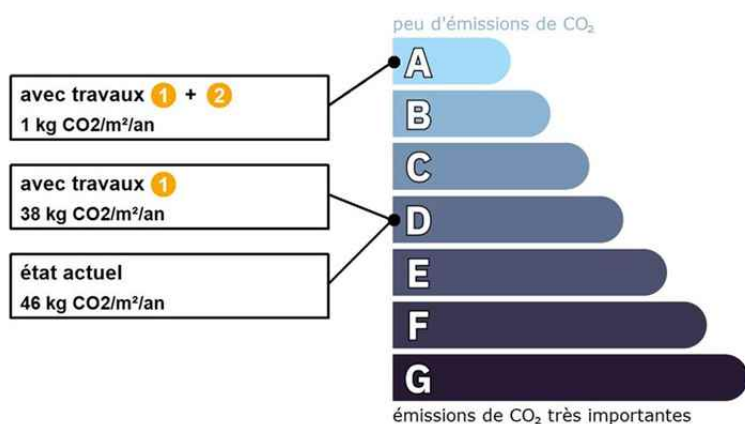 peu d'émissions de CO₂
A
avec travaux 1 + 2
1 kg CO2/m²/an
B
C
avec travaux 1
38 kg CO2/m²/an
D
état actuel
46 kg CO2/m²/an
E
F
G
émissions de CO₂ très importantes